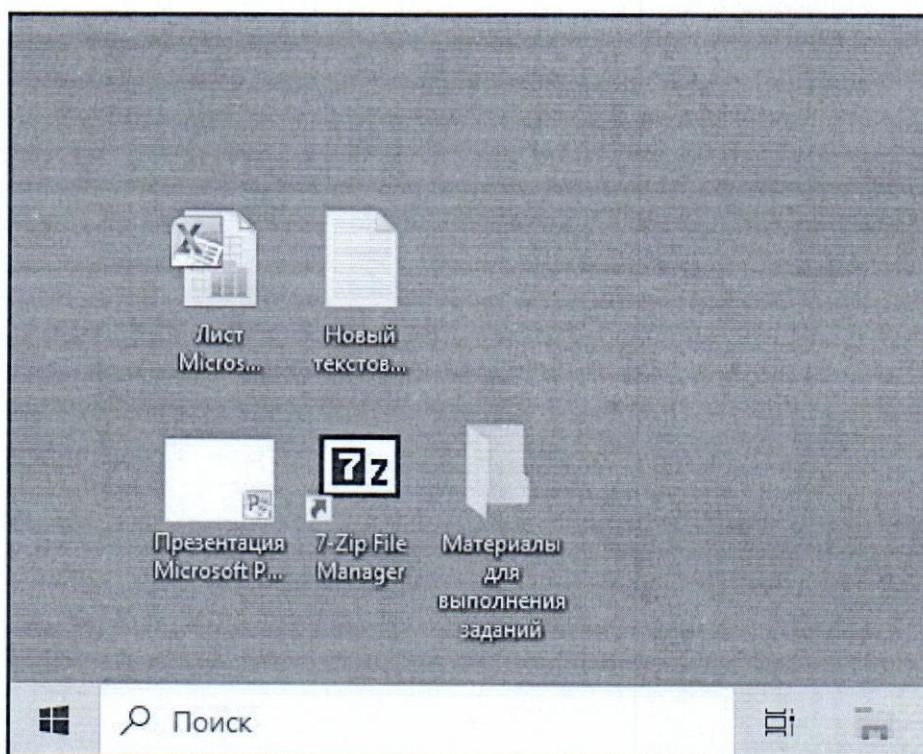 Лист
Micros...
Новый
текстов...
Презентация
Microsoft P...
7-Zip File
Manager
Материалы
для
выполнения
заданий
Поиск